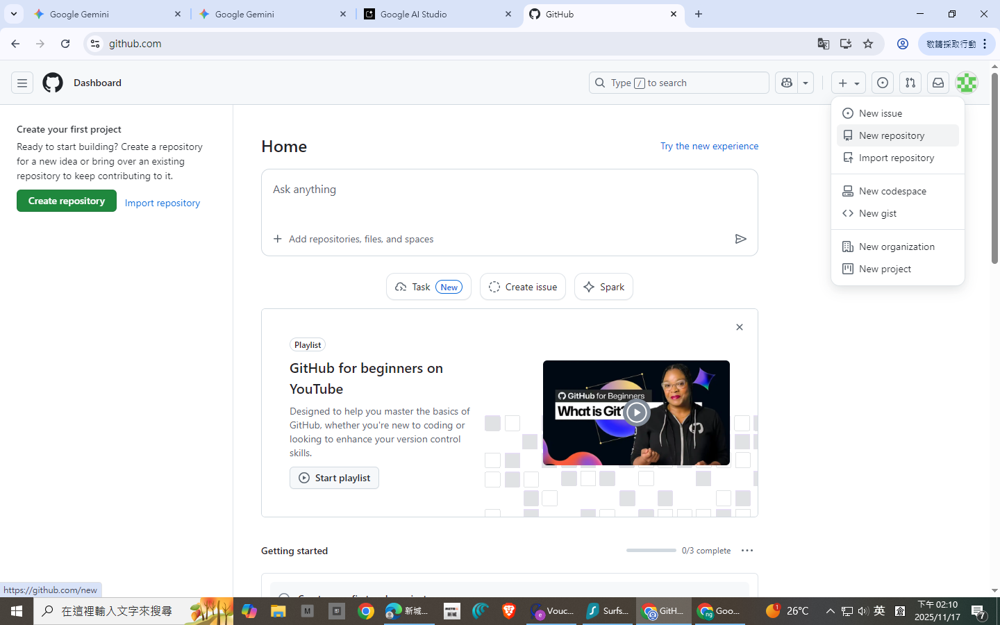 Google Gemini
Google Gemini
Google AI Studio
GitHub
github.com
敬請採取行動
Dashboard
Type / to search
New issue
New repository
Import repository
New codespace
New gist
New organization
New project
Create your first project
Ready to start building? Create a repository
for a new idea or bring over an existing
repository to keep contributing to it.
Create repository
Import repository
Home
Try the new experience
Ask anything
Add repositories, files, and spaces
Task New
Create issue
Spark
Playlist
GitHub for beginners on
YouTube
Designed to help you master the basics of
GitHub, whether you're new to coding or
looking to enhance your version control
skills.
Start playlist
GitHub for Beginners
What is Git?
Getting started
0/3 complete
https://github.com/new
在這裡輸入文字來搜尋
新城...
Vouc...
Surfs...
GitH...
Goo...
1
26°C
英
倉
下午 02:10
2025/11/17
7